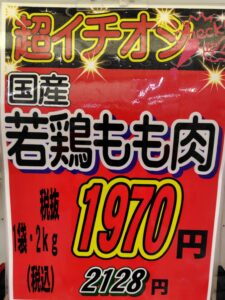 超イチオシ
国産
若鶏もも肉
税抜
1袋・2kg
1970円
(税込)
2128円